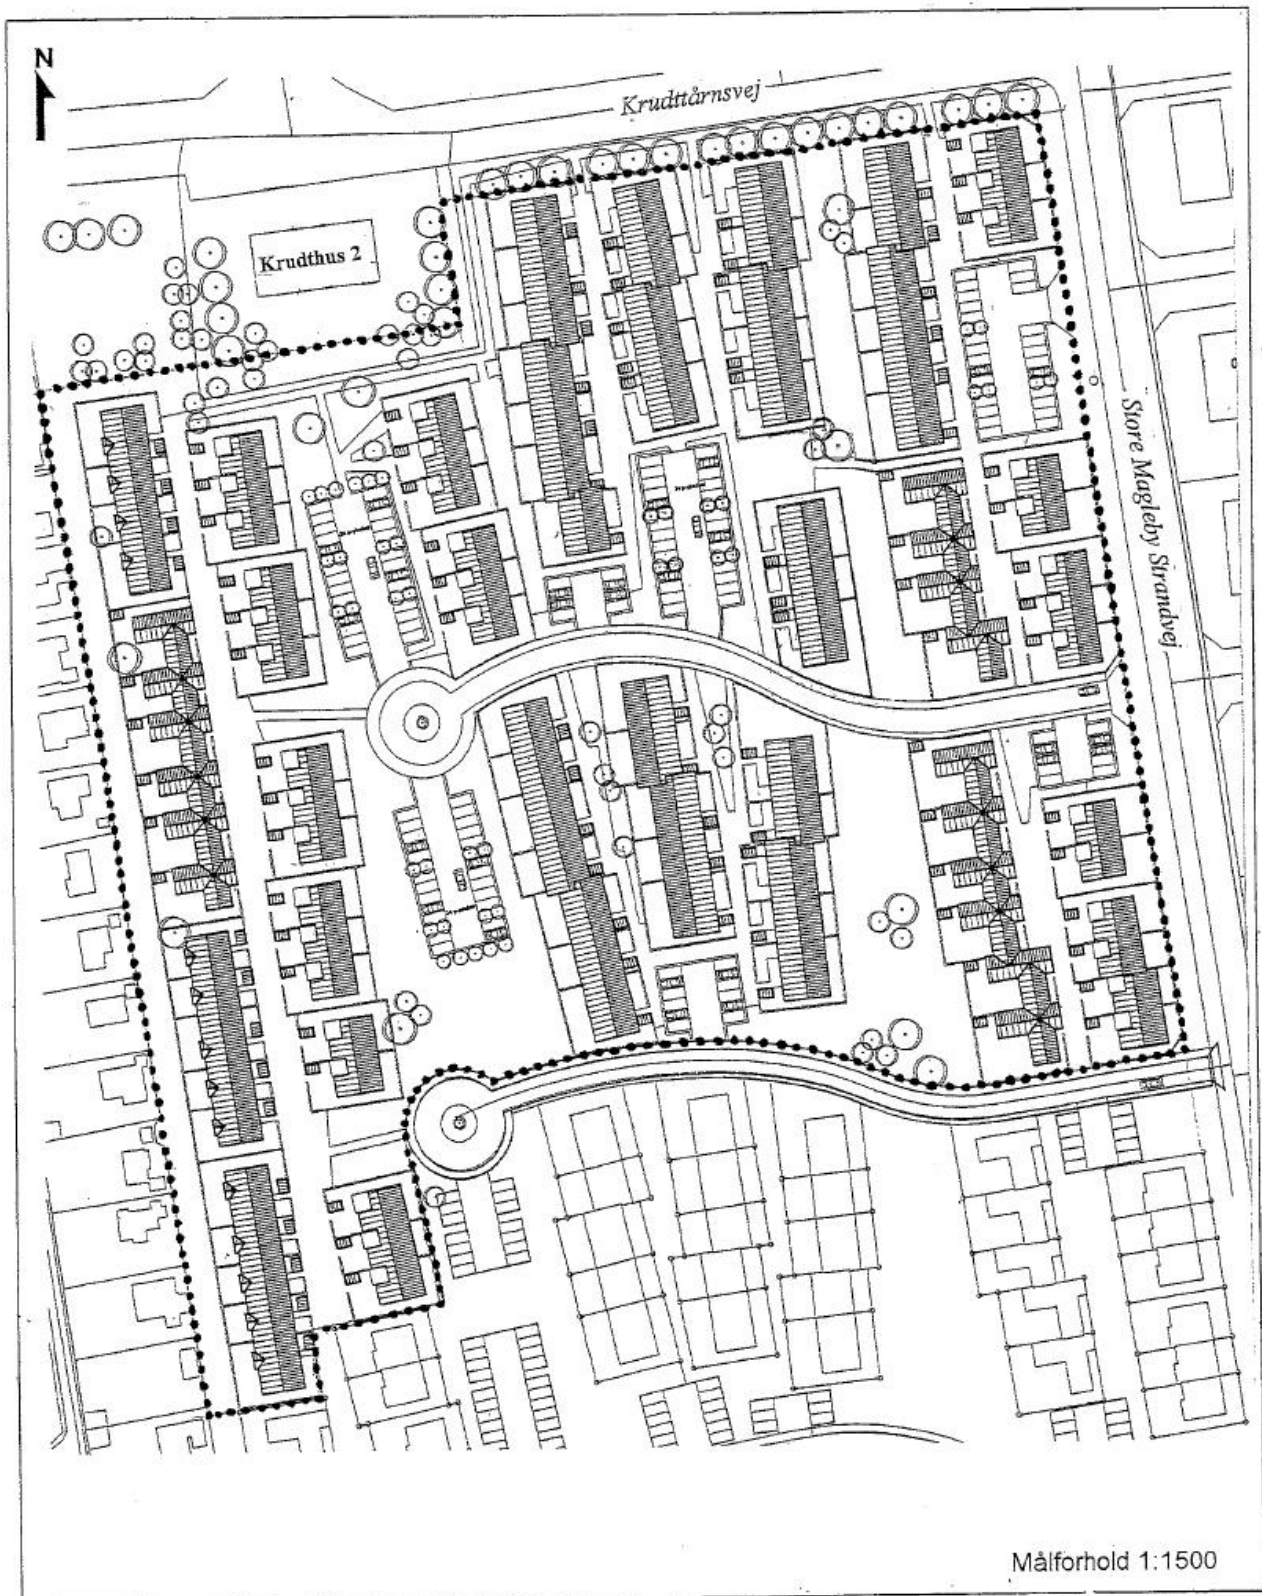 N
Krudttårnsvej
Krudthus 2
Store Magleby Strandvej
Målforhold 1:1500